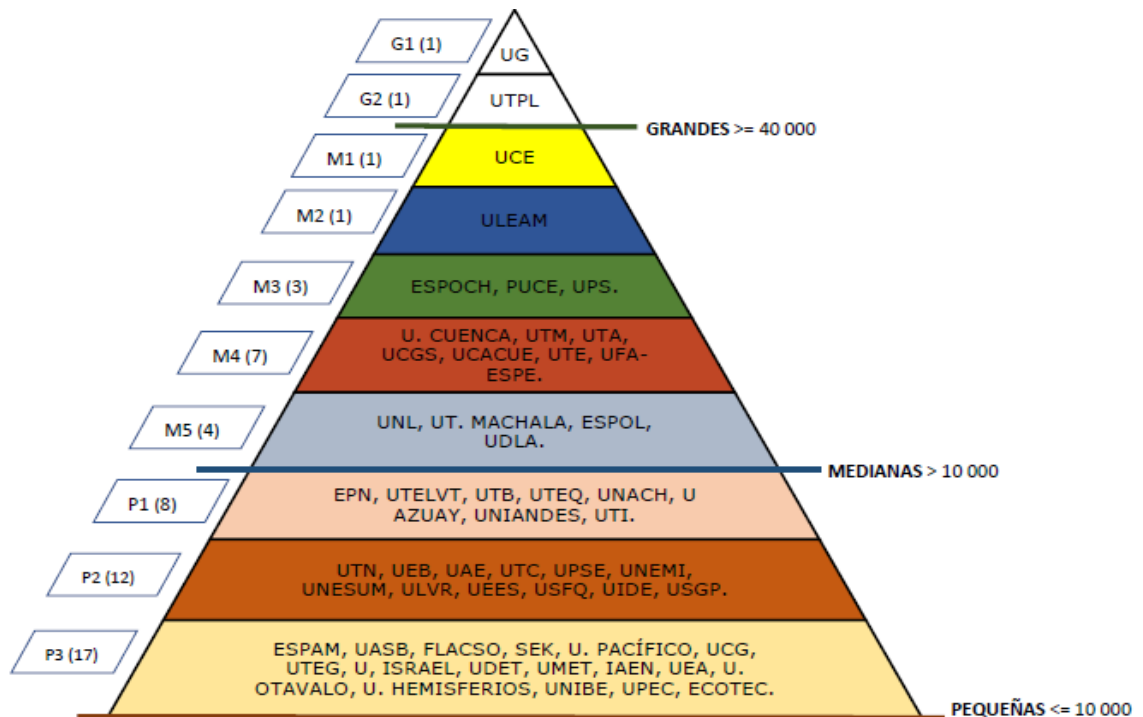 G1 (1)
UG
G2 (1)
UTPL
GRANDES >= 40 000
M1 (1)
UCE
M2 (1)
ULEAM
M3 (3)
ESPOCH, PUCE, UPS.
M4 (7)
U. CUENCA, UTM, UTA,
UCGS, UCACUE, UTE, UFA-
ESPE.
M5 (4)
UNL, UT. MACHALA, ESPOL,
UDLA.
MEDIANAS > 10 000
P1 (8)
EPN, UTELVT, UTB, UTEQ, UNACH, U
AZUAY, UNIANDES, UTI.
P2 (12)
UTN, UEB, UAE, UTC, UPSE, UNEMI,
UNESUM, ULVR, UEES, USFQ, UIDE, USGP.
P3 (17)
ESPAM, UASB, FLACSO, SEK, U. PACÍFICO, UCG,
UTEG, U, ISRAEL, UDET, UMET, IAEN, UEA, U.
OTAVALO, U. HEMISFERIOS, UNIBE, UPEC, ECOTEC.
PEQUEÑAS <= 10 000